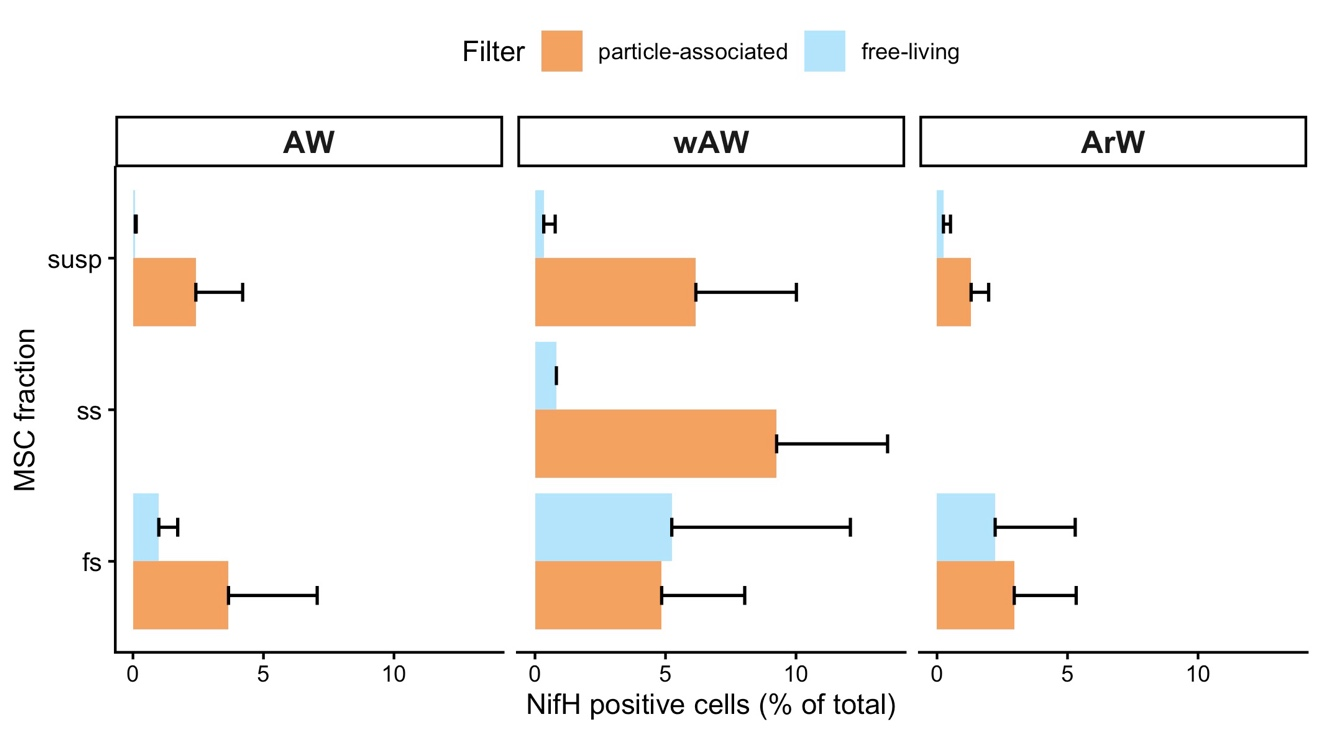 Filter particle-associated free-living
AW wAW ArW
MSC fraction
susp
ss
fs
0 5 10 0 5 10 0 5 10
NifH positive cells (% of total)